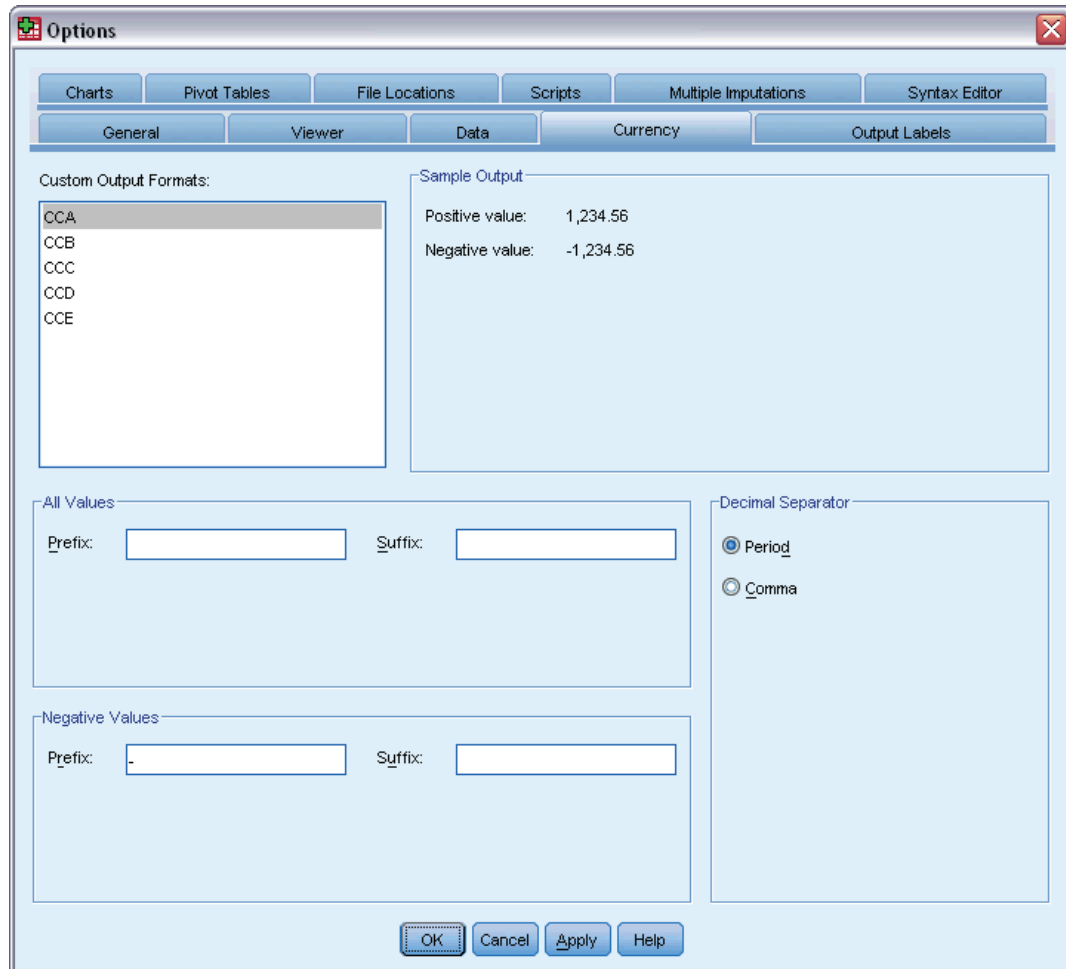 Options
Charts Pivot Tables File Locations Scripts Multiple Imputations Syntax Editor
General Viewer Data Currency Output Labels
Custom Output Formats:
CCA
CCB
CCC
CCD
CCE
Sample Output
Positive value: 1,234.56
Negative value: -1,234.56
All Values
Prefix: Suffix:
Decimal Separator
Period
Comma
Negative Values
Prefix: - Suffix:
OK Cancel Apply Help